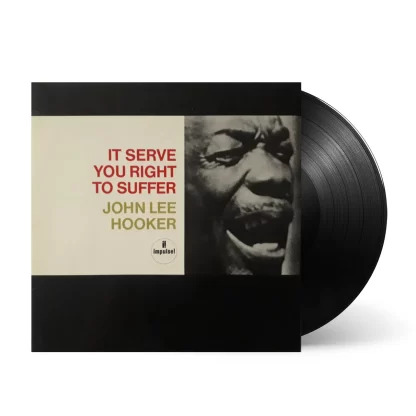 IT SERVE
YOU RIGHT
TO SUFFER
JOHN LEE
HOOKER
impulse!